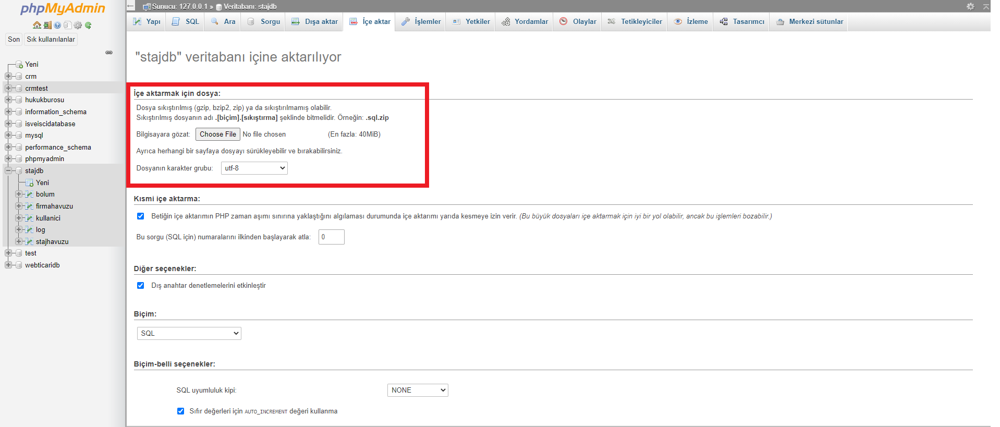 phpMyAdmin
Son
Sık kullanılanlar
Yeni
crm
crmtest
hukukburosu
information_schema
isveiscidatabase
mysql
performance_schema
phpmyadmin
stajdb
Yeni
bolum
firmahavuzu
kullanici
log
stajhavuzu
test
webticaridb
Sunucu: 127.0.0.1 » Veritabanı: stajdb
Yapı SQL Ara Sorgu Dışa aktar İçe aktar İşlemler Yetkiler Yordamlar Olaylar Tetikleyiciler İzleme Tasarımcı Merkezi sütunlar
"stajdb" veritabanı içine aktarılıyor
İçe aktarmak için dosya:
Dosya sıkıştırılmış (gzip, bzip2, zip) ya da sıkıştırılmamış olabilir.
Sıkıştırılmış dosyanın adı .[biçim].[sıkıştırma] şeklinde bitmelidir. Örneğin: .sql.zip
Bilgisayara gözat: Choose File No file chosen (En fazla: 40MiB)
Ayrıca herhangi bir sayfaya dosyayı sürükleyebilir ve bırakabilirsiniz.
Dosyanın karakter grubu: utf-8
Kısmi içe aktarma:
Betiğin içe aktarımın PHP zaman aşımı sınırına yaklaştığını algılaması durumunda içe aktarımı yarıda kesmeye izin verir. (Bu büyük dosyaları içe aktarmak için iyi bir yol olabilir, ancak bu işlemleri bozabilir.)
Bu sorgu (SQL için) numaralarını ilkinden başlayarak atla: 0
Diğer seçenekler:
Dış anahtar denetlemelerini etkinleştir
Biçim:
SQL
Biçim-belli seçenekler:
SQL uyumluluk kipi: NONE
Sıfır değerleri için AUTO_INCREMENT değeri kullanma